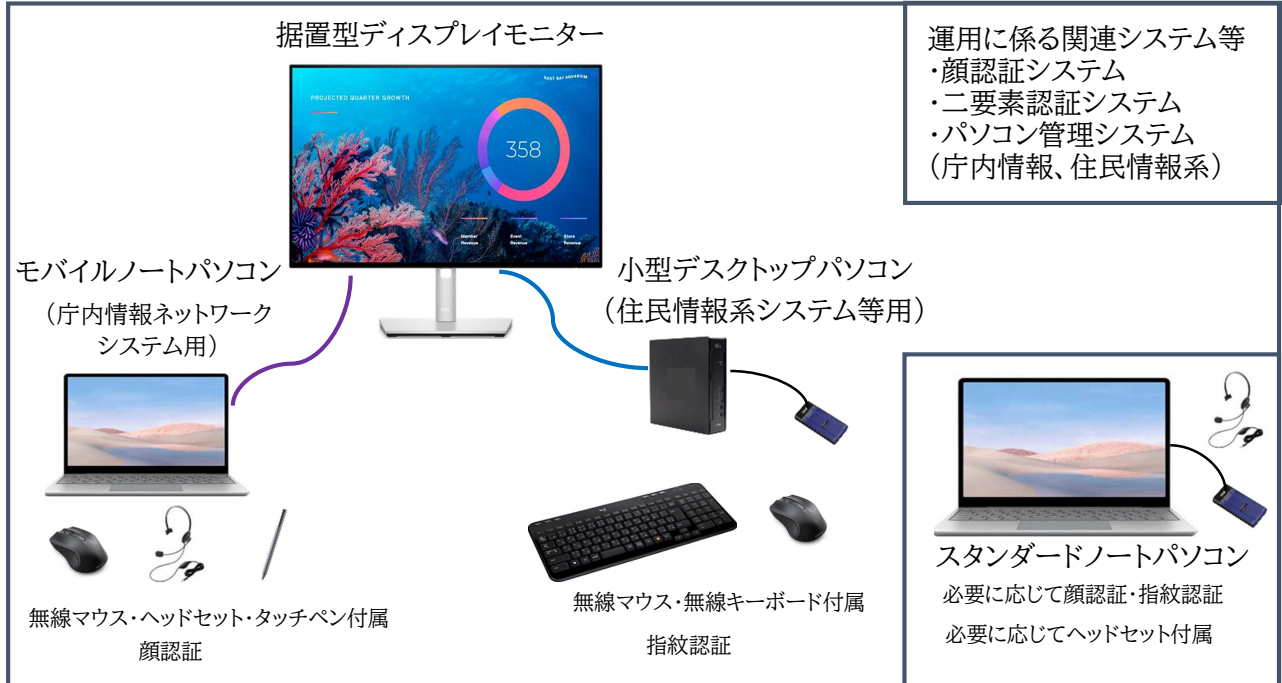 据置型ディスプレイモニター
EAST BAY AQUARIUM
PROJECTED QUARTER GROWTH
358
Member
Revenue
Event
Revenue
Store
Revenue
運用に係る関連システム等
・顔認証システム
・二要素認証システム
・パソコン管理システム
（庁内情報、住民情報系）
モバイルノートパソコン
（庁内情報ネットワーク
システム用）
無線マウス・ヘッドセット・タッチペン付属
顔認証
小型デスクトップパソコン
（住民情報系システム等用）
無線マウス・無線キーボード付属
指紋認証
スタンダードノートパソコン
必要に応じて顔認証・指紋認証
必要に応じてヘッドセット付属